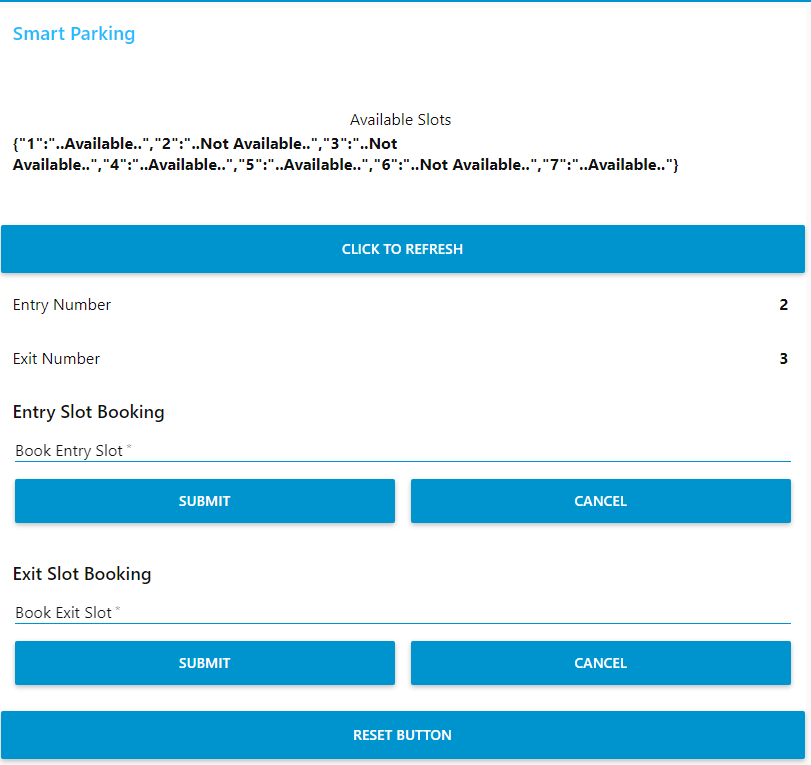 Smart Parking
Available Slots
{"1":"..Available..","2":"..Not Available..","3":"..Not
Available..","4":"..Available..","5":"..Available..","6":"..Not Available..","7":"..Available.."}
CLICK TO REFRESH
Entry Number 2
Exit Number 3
Entry Slot Booking
Book Entry Slot *
SUBMIT CANCEL
Exit Slot Booking
Book Exit Slot *
SUBMIT CANCEL
RESET BUTTON